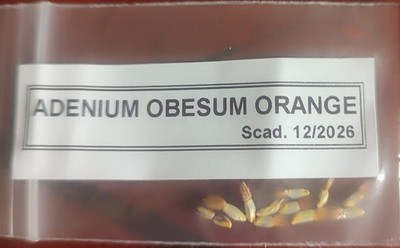 ADENIUM OBESUM ORANGE
Scad. 12/2026